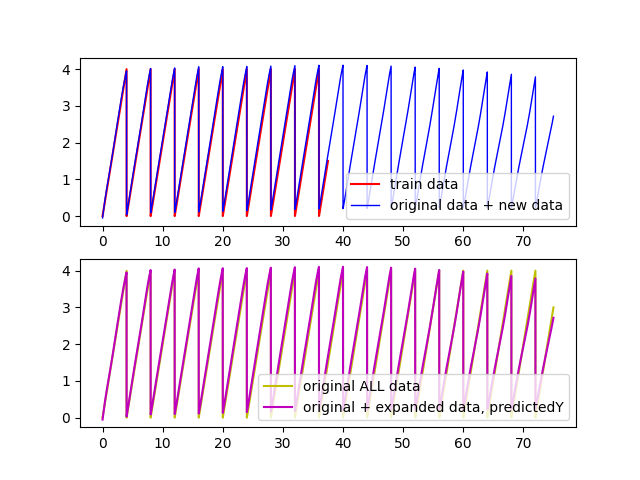 4
3
2
1
0
train data
original data + new data
0 10 20 30 40 50 60 70
4
3
2
1
0
original ALL data
original + expanded data, predictedY
0 10 20 30 40 50 60 70